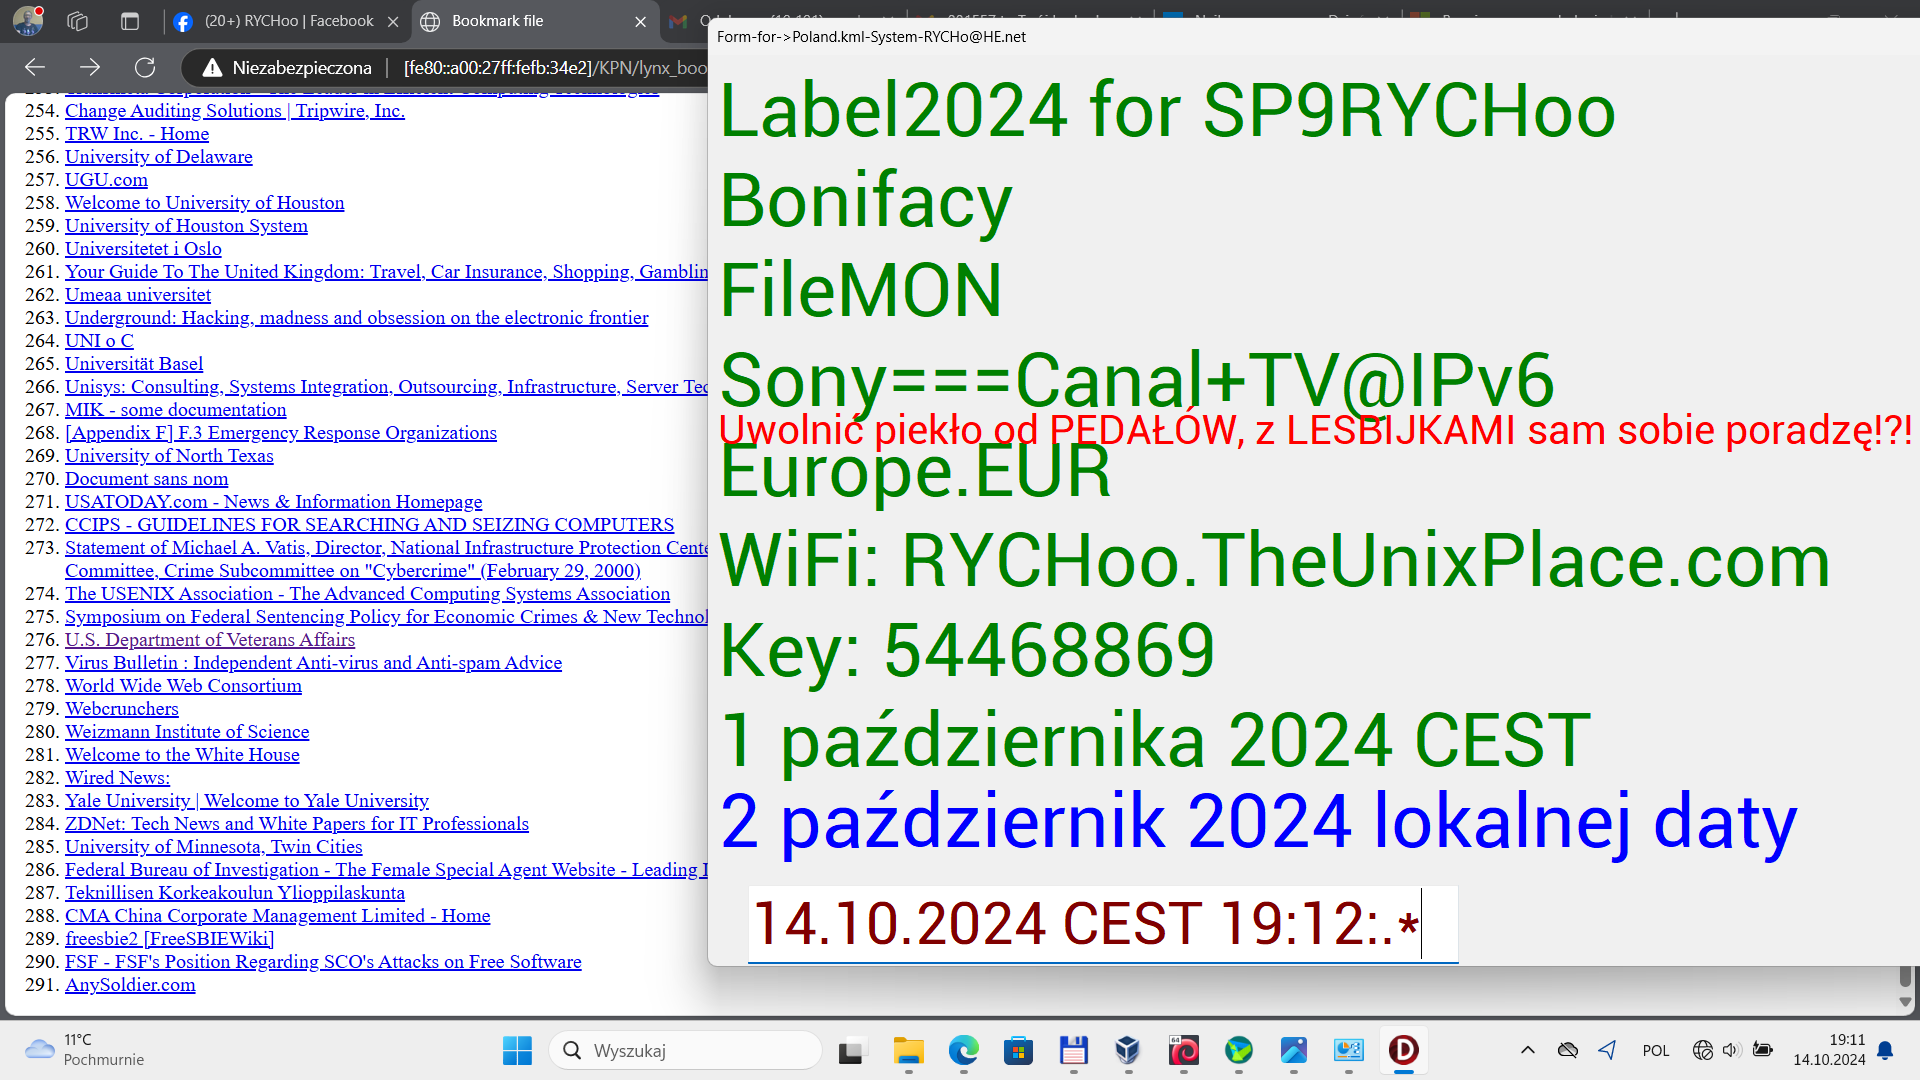 (20+) RYCHoo | Facebook
Bookmark file
Niezabezpieczona
[fe80::a00:27ff:fefb:34e2]/KPN/lynx_boo
254. Change Auditing Solutions | Tripwire, Inc.
255. TRW Inc. - Home
256. University of Delaware
257. UGU.com
258. Welcome to University of Houston
259. University of Houston System
260. Universitetet i Oslo
261. Your Guide To The United Kingdom: Travel, Car Insurance, Shopping, Gamblin
262. Umeaa universitet
263. Underground: Hacking, madness and obsession on the electronic frontier
264. UNI o C
265. Universität Basel
266. Unisys: Consulting, Systems Integration, Outsourcing, Infrastructure, Server Tec
267. MIK - some documentation
268. [Appendix F] F.3 Emergency Response Organizations
269. University of North Texas
270. Document sans nom
271. USATODAY.com - News & Information Homepage
272. CCIPS - GUIDELINES FOR SEARCHING AND SEIZING COMPUTERS
273. Statement of Michael A. Vatis, Director, National Infrastructure Protection Cente
Committee, Crime Subcommittee on "Cybercrime" (February 29, 2000)
274. The USENIX Association - The Advanced Computing Systems Association
275. Symposium on Federal Sentencing Policy for Economic Crimes & New Technol
276. U.S. Department of Veterans Affairs
277. Virus Bulletin : Independent Anti-virus and Anti-spam Advice
278. World Wide Web Consortium
279. Webcrunchers
280. Weizmann Institute of Science
281. Welcome to the White House
282. Wired News:
283. Yale University | Welcome to Yale University
284. ZDNet: Tech News and White Papers for IT Professionals
285. University of Minnesota, Twin Cities
286. Federal Bureau of Investigation - The Female Special Agent Website - Leading I
287. Teknillisen Korkeakoulun Ylioppilaskunta
288. CMA China Corporate Management Limited - Home
289. freesbie2 [FreeSBIEWiki]
290. FSF - FSF's Position Regarding SCO's Attacks on Free Software
291. AnySoldier.com
Form-for->Poland.kml-System-RYCHo@HE.net
Label2024 for SP9RYCHoo
Bonifacy
FileMON
Sony===Canal+TV@IPv6
Uwolnić piekło od PEDAŁÓW, z LESBIJKAMI sam sobie poradzę!?!
Europe.EUR
WiFi: RYCHoo.TheUnixPlace.com
Key: 54468869
1 października 2024 CEST
2 październik 2024 lokalnej daty
14.10.2024 CEST 19:12:.*
11°C
Pochmurnie
Wyszukaj
64
POL
19:11
14.10.2024